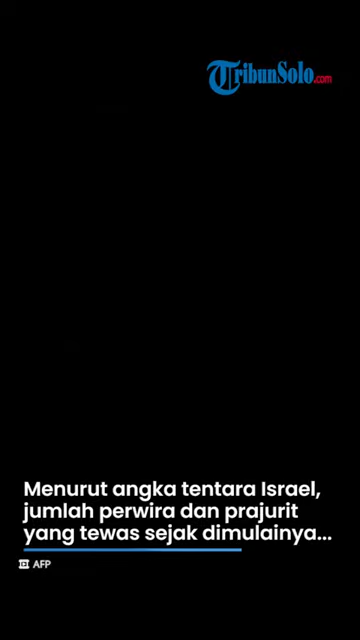 TribunSolo.com
Menurut angka tentara Israel,
jumlah perwira dan prajurit
yang tewas sejak dimulainya...
AFP